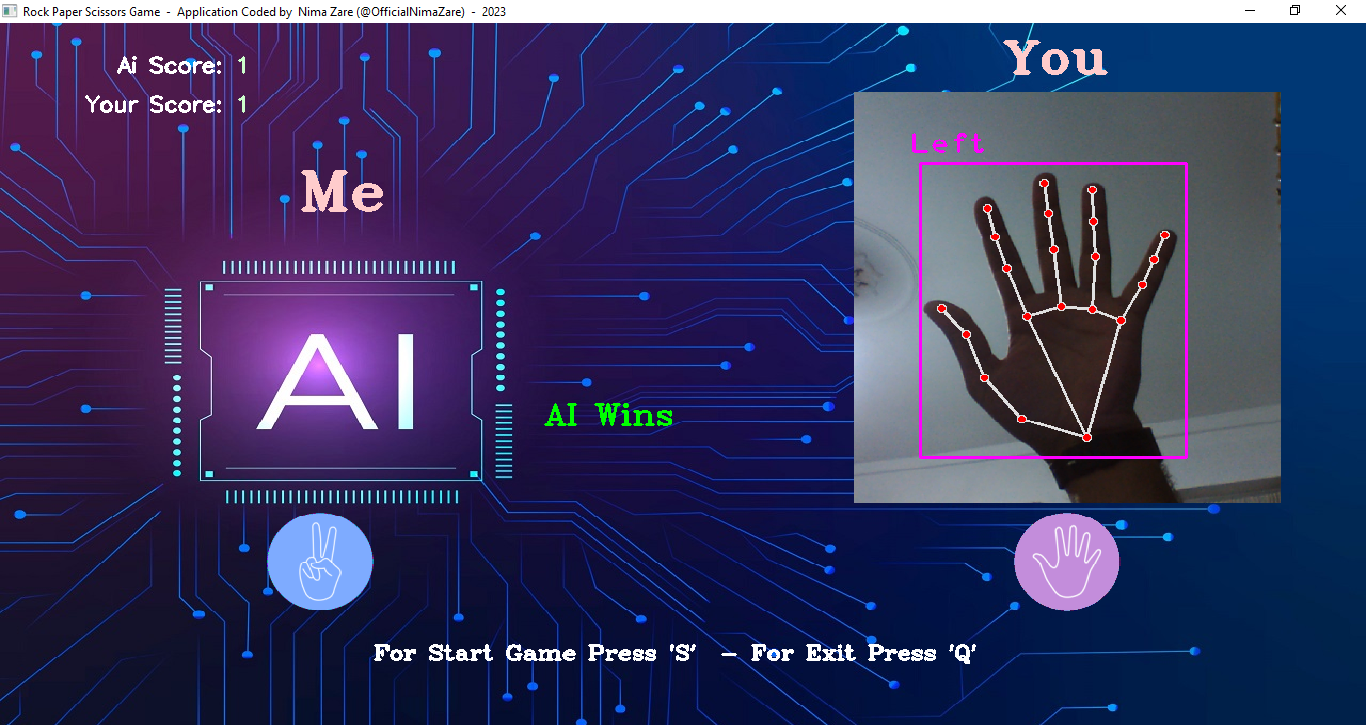 Rock Paper Scissors Game - Application Coded by Nima Zare (@OfficialNimaZare) - 2023
Ai Score: 1
Your Score: 1
You
Left
Me
AI
AI Wins
For Start Game Press 'S' - For Exit Press 'Q'